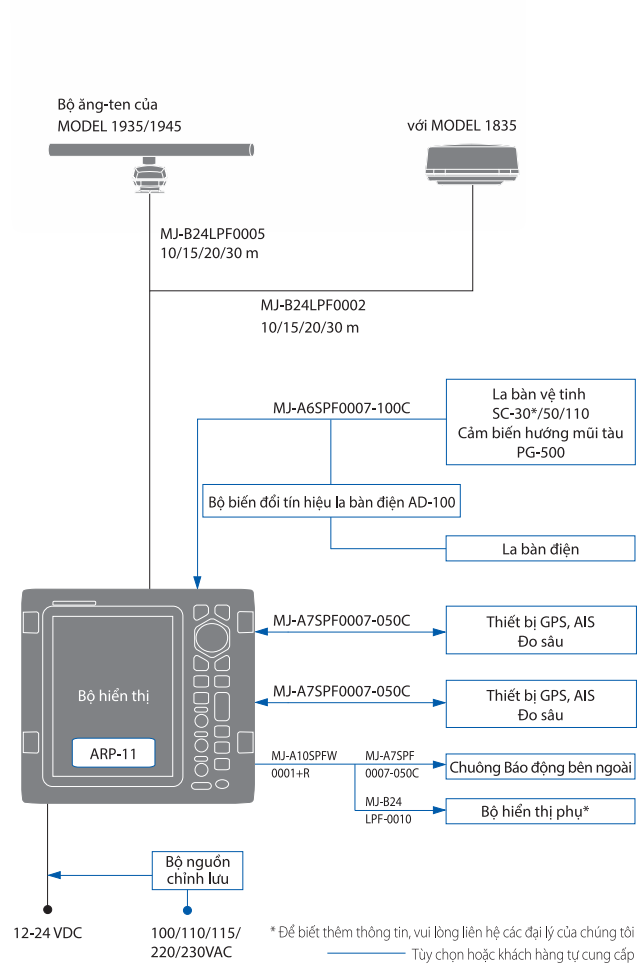 Bộ ăng-ten của
MODEL 1935/1945
với MODEL 1835
MJ-B24LPF0005
10/15/20/30 m
MJ-B24LPF0002
10/15/20/30 m
MJ-A6SPF0007-100C
La bàn vệ tinh
SC-30*/50/110
Cảm biến hướng mũi tàu
PG-500
Bộ biến đổi tín hiệu la bàn điện AD-100
La bàn điện
MJ-A7SPF0007-050C
Thiết bị GPS, AIS
Đo sâu
Bộ hiển thị
MJ-A7SPF0007-050C
Thiết bị GPS, AIS
Đo sâu
ARP-11
MJ-A10SPFW
0001+R
MJ-A7SPF
0007-050C
Chuông Báo động bên ngoài
MJ-B24
LPF-0010
Bộ hiển thị phụ*
Bộ nguồn
chỉnh lưu
12-24 VDC
100/110/115/
220/230VAC
* Để biết thêm thông tin, vui lòng liên hệ các đại lý của chúng tôi
Tùy chọn hoặc khách hàng tự cung cấp